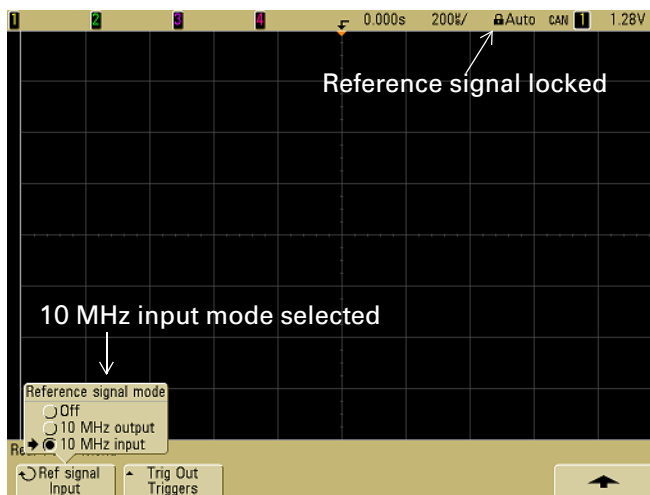 1 2 3 4 0.000s 200㎲/ Auto CAN 1 1.28V
Reference signal locked
10 MHz input mode selected
Reference signal mode
Off
10 MHz output
10 MHz input
Ref signal Trig Out
Input Triggers